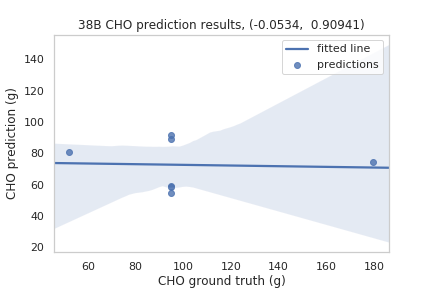 38B CHO prediction results, (-0.0534,  0.90941)
fitted line
predictions
CHO prediction (g)
140
120
100
80
60
40
20
60 80 100 120 140 160 180
CHO ground truth (g)